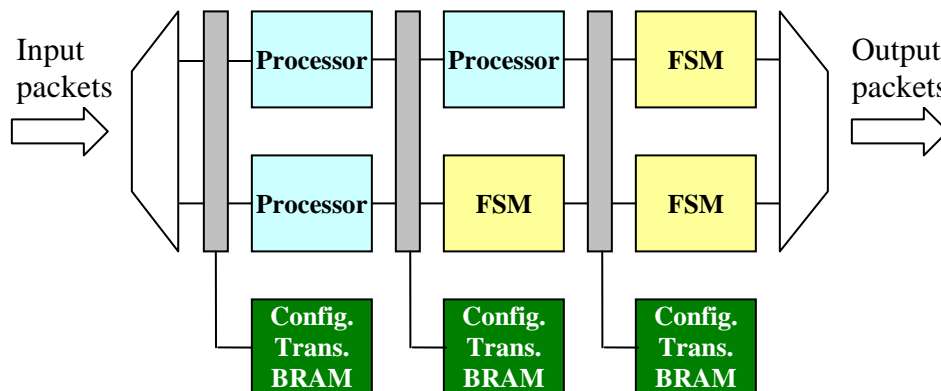 Input
packets
Processor
Processor
FSM
Output
packets
Processor
FSM
FSM
Config.
Trans.
BRAM
Config.
Trans.
BRAM
Config.
Trans.
BRAM